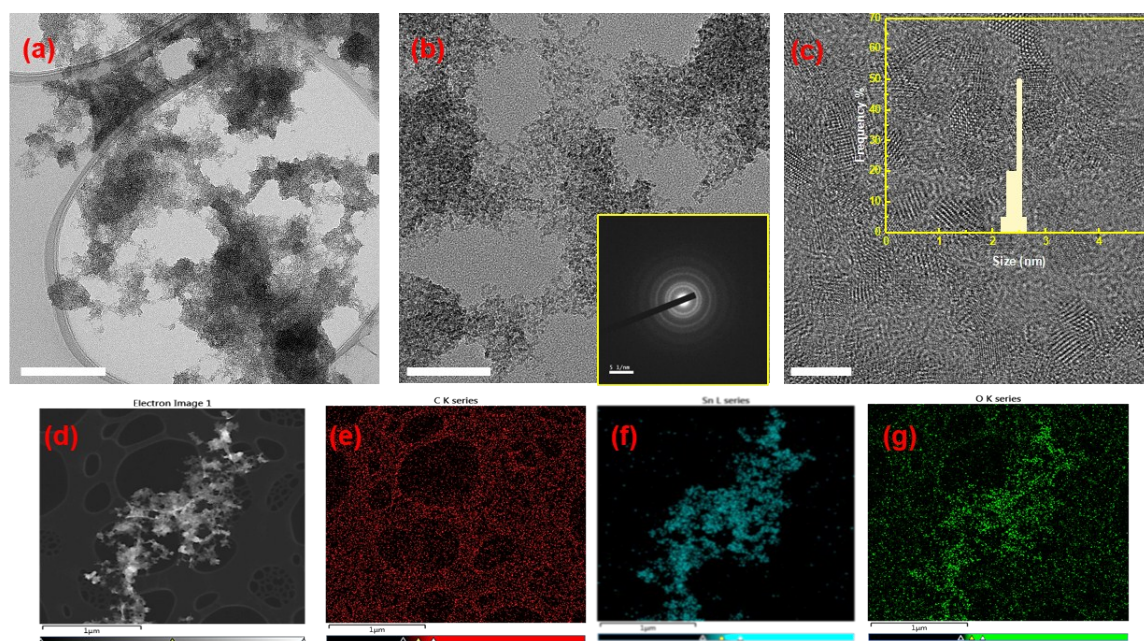 (a)
(b)
5 1/nm
(c)
70
60
50
40
30
20
10
0
Frequency %
0 1 2 3 4
Size (nm)
Electron Image 1
(d)
1µm
C K series
(e)
1µm
Sn L series
(f)
1µm
O K series
(g)
1µm